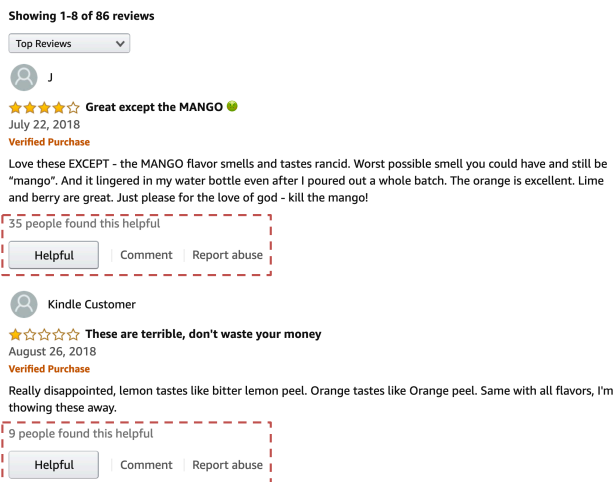 Showing 1-8 of 86 reviews
Top Reviews
J
Great except the MANGO 🤢
July 22, 2018
Verified Purchase
Love these EXCEPT - the MANGO flavor smells and tastes rancid. Worst possible smell you could have and still be
“mango”. And it lingered in my water bottle even after I poured out a whole batch. The orange is excellent. Lime
and berry are great. Just please for the love of god - kill the mango!
35 people found this helpful
Helpful
Comment
Report abuse
Kindle Customer
These are terrible, don't waste your money
August 26, 2018
Verified Purchase
Really disappointed, lemon tastes like bitter lemon peel. Orange tastes like Orange peel. Same with all flavors, I'm
thowing these away.
9 people found this helpful
Helpful
Comment
Report abuse